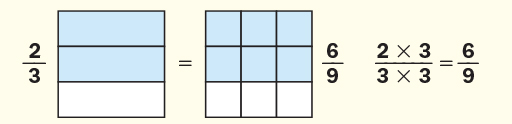 2/3 = 6/9
2 × 3 / 3 × 3 = 6/9